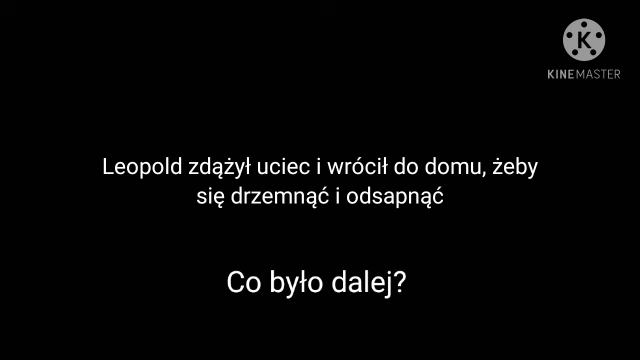 KINEMASTER
Leopold zdążył uciec i wrócił do domu, żeby
się drzemnąć i odsapnąć
Co było dalej?